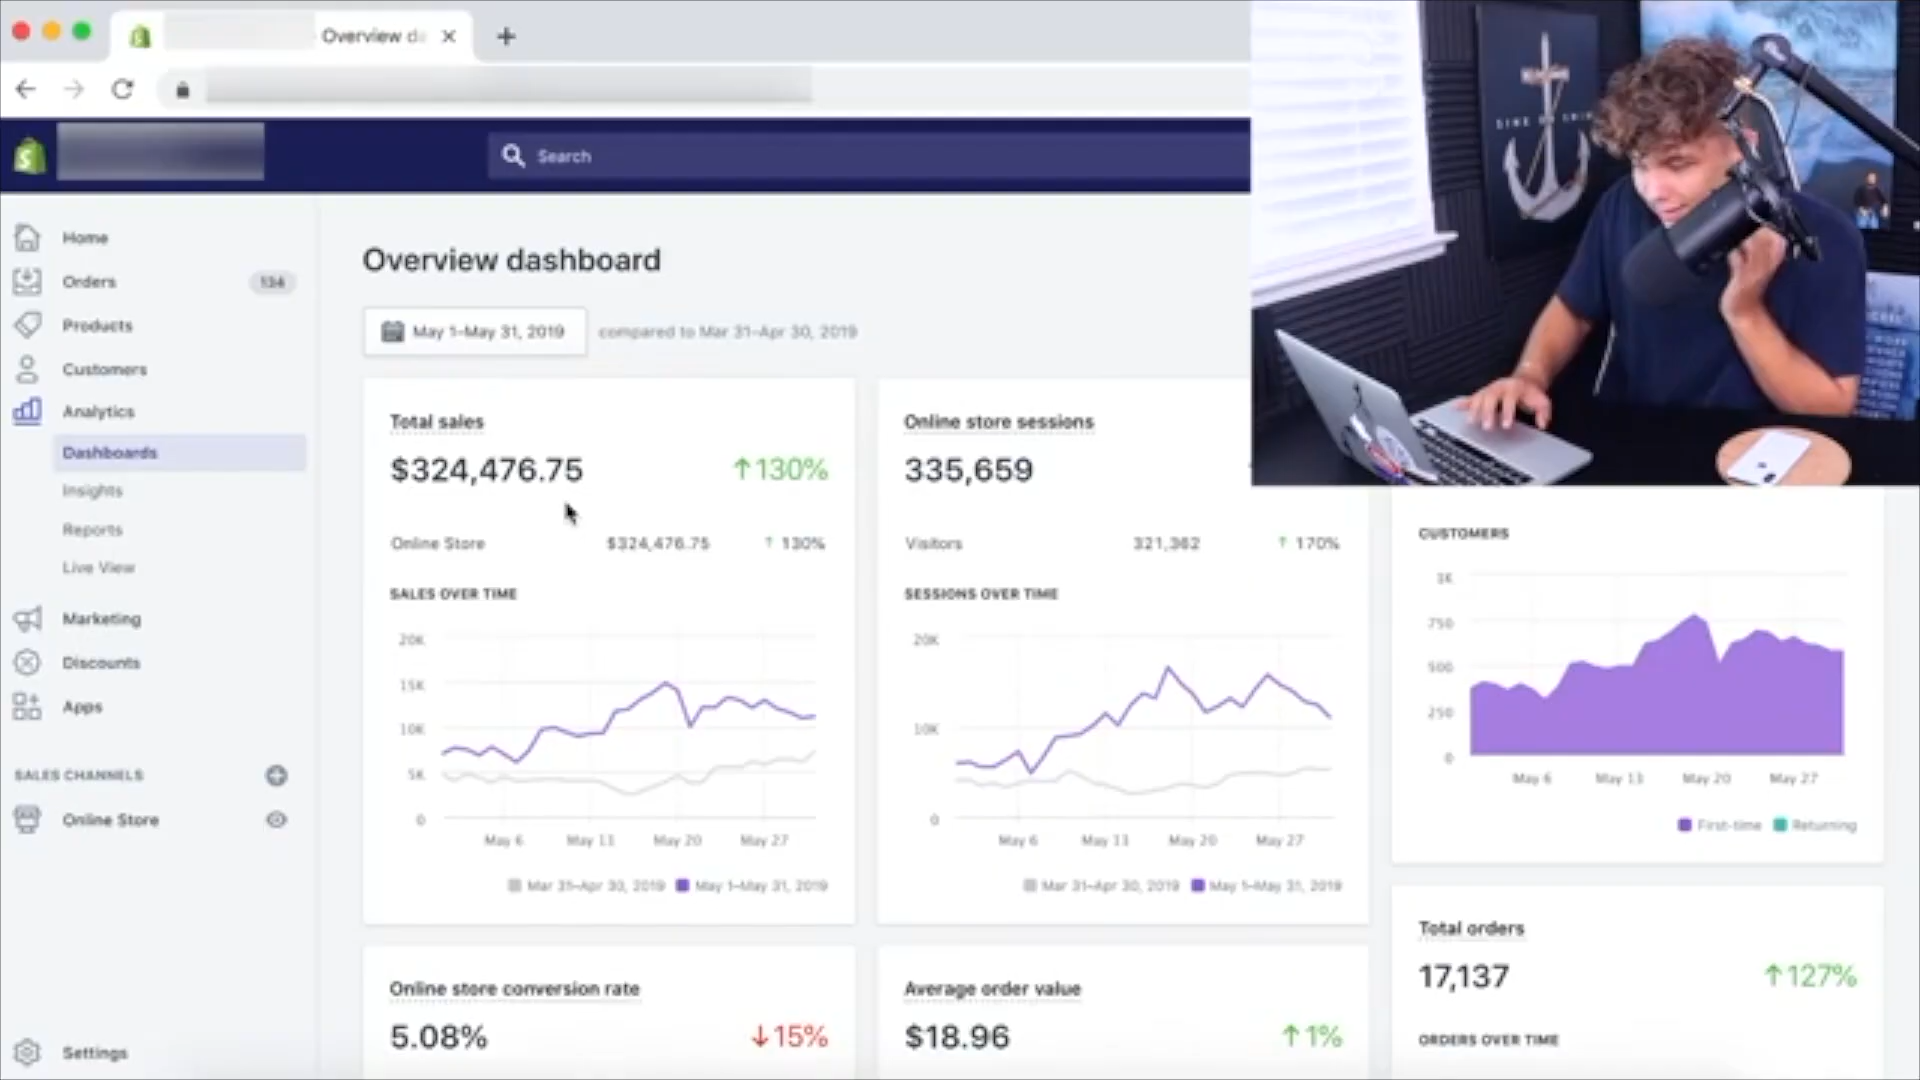 Overview da
Search
Home
Orders 134
Products
Customers
Analytics
Dashboards
Insights
Reports
Live View
Marketing
Discounts
Apps
SALES CHANNELS
Online Store
Settings
Overview dashboard
May 1–May 31, 2019 compared to Mar 31–Apr 30, 2019
Total sales
$324,476.75 ↑130%
Online Store $324,476.75 ↑ 130%
SALES OVER TIME
20K
15K
10K
5K
0
May 6 May 13 May 20 May 27
Mar 31–Apr 30, 2019 May 1–May 31, 2019
Online store sessions
335,659
Visitors 321,362 ↑ 170%
SESSIONS OVER TIME
20K
10K
0
May 6 May 13 May 20 May 27
Mar 31–Apr 30, 2019 May 1–May 31, 2019
CUSTOMERS
1K
750
500
250
0
May 6 May 13 May 20 May 27
First-time Returning
Online store conversion rate
5.08% ↓15%
Average order value
$18.96 ↑1%
Total orders
17,137 ↑127%
ORDERS OVER TIME